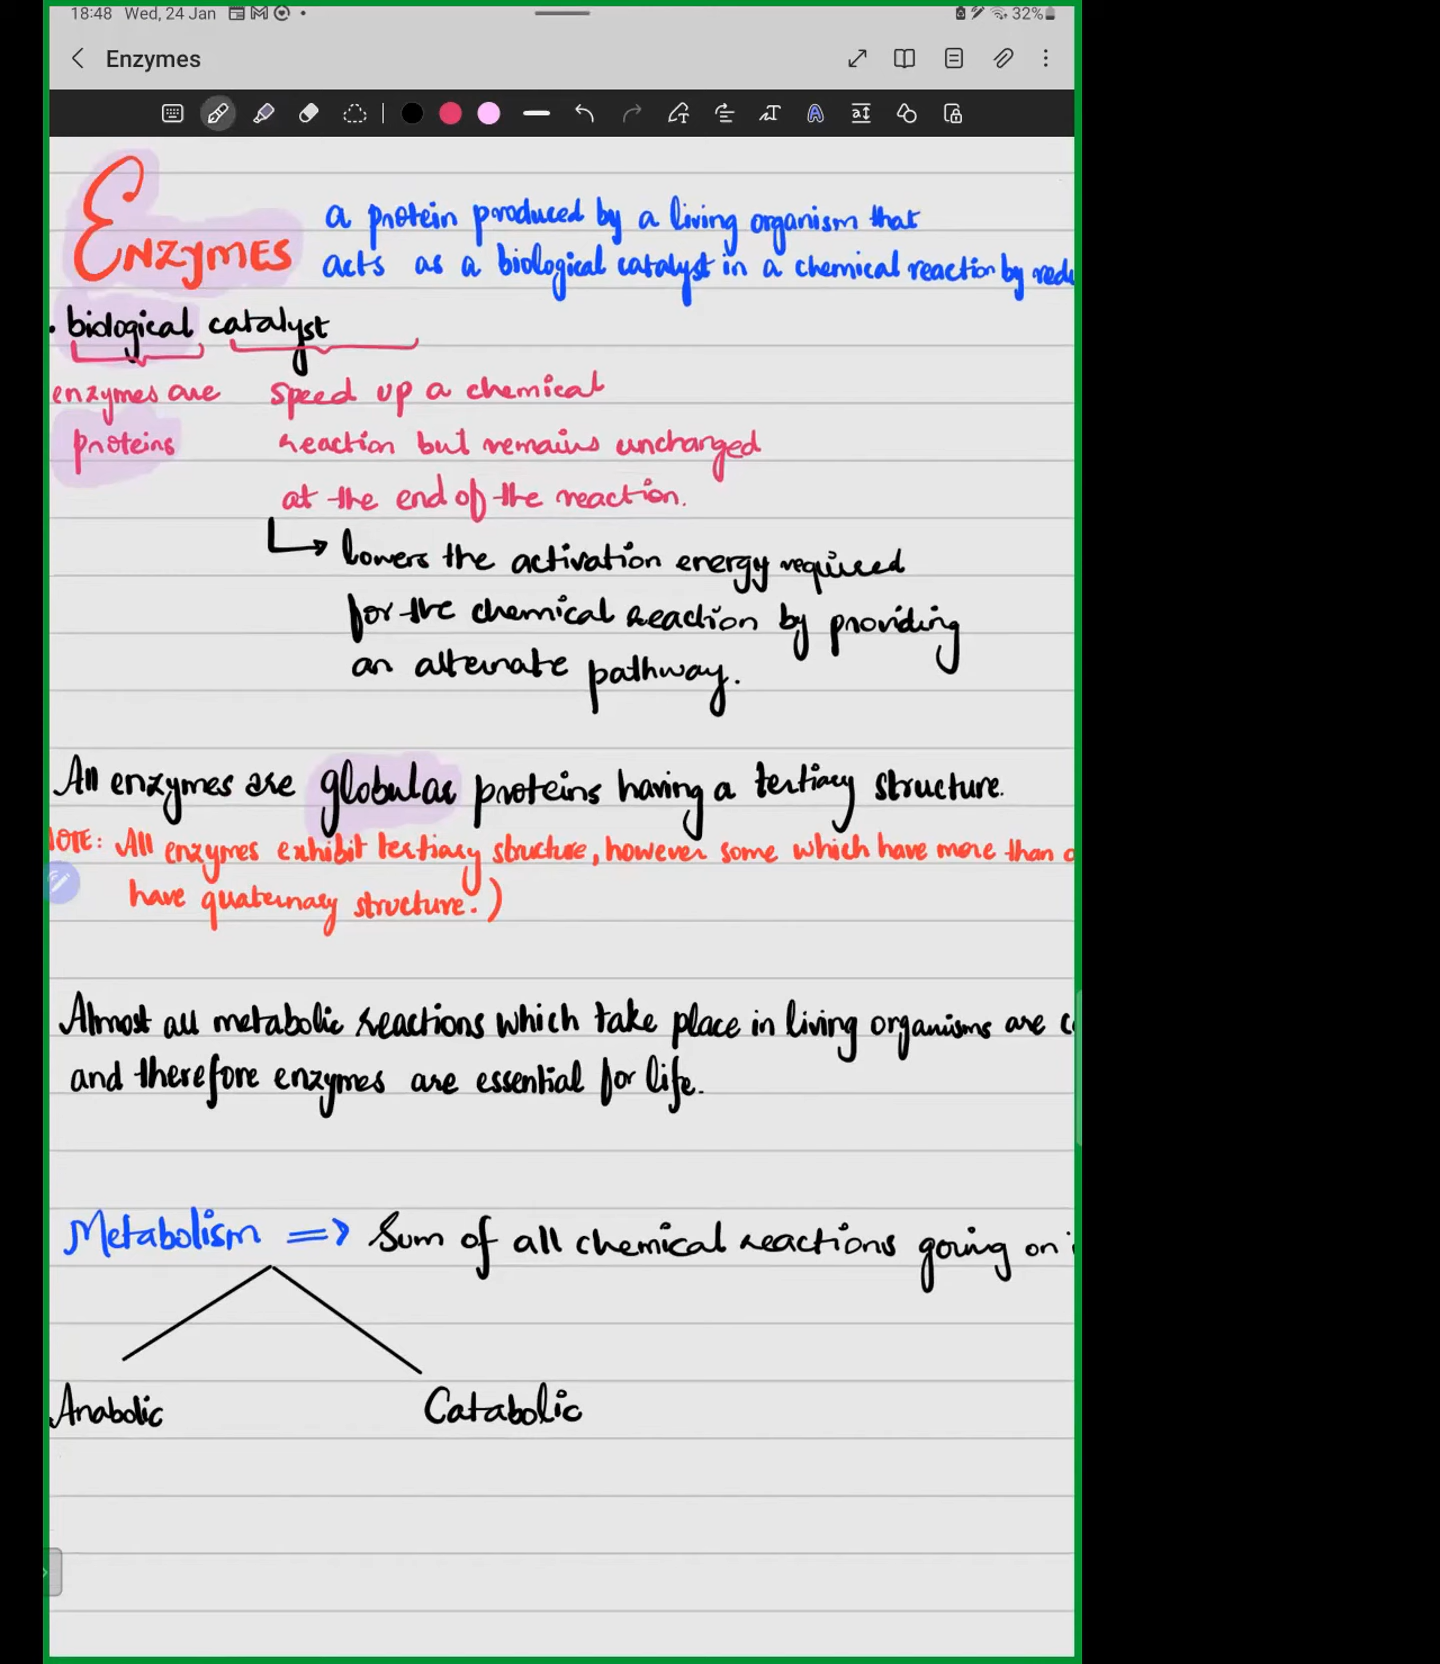 18:48 Wed, 24 Jan
32%
Enzymes
Enzymes
a protein produced by a living organism that
acts as a biological catalyst in a chemical reaction by redu
. biological catalyst
enzymes are speed up a chemical
proteins reaction but remains unchanged
at the end of the reaction.
lowers the activation energy required
for the chemical reaction by providing
an alternate pathway.
All enzymes are globular proteins having a tertiary structure.
NOTE: All enzymes exhibit tertiary structure, however some which have more than
have quaternary structure.)
Almost all metabolic reactions which take place in living organisms are
and therefore enzymes are essential for life.
Metabolism => Sum of all chemical reactions going on
Anabolic Catabolic